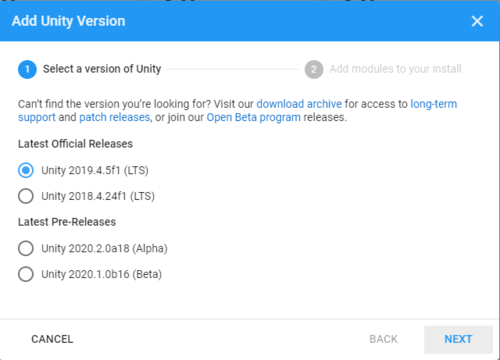 Add Unity Version
1 Select a version of Unity 2 Add modules to your install
Can't find the version you're looking for? Visit our download archive for access to long-term
support and patch releases, or join our Open Beta program releases.
Latest Official Releases
Unity 2019.4.5f1 (LTS)
Unity 2018.4.24f1 (LTS)
Latest Pre-Releases
Unity 2020.2.0a18 (Alpha)
Unity 2020.1.0b16 (Beta)
CANCEL BACK NEXT